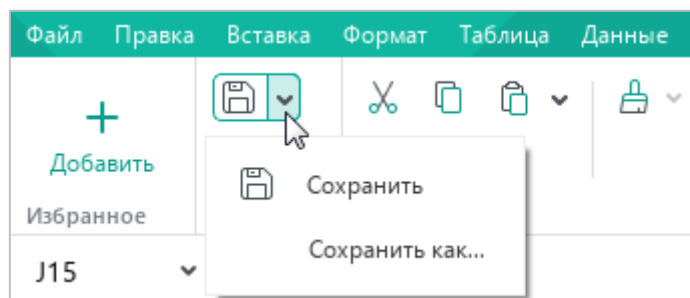 Файл Правка Вставка Формат Таблица Данные
Добавить
Избранное
Сохранить
Сохранить как...
J15